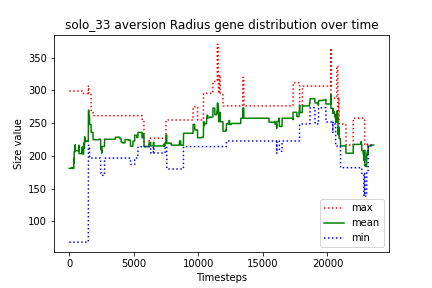 solo_33 aversion Radius gene distribution over time
Size value
350
300
250
200
150
100
0
5000
10000
15000
20000
Timesteps
max
mean
min